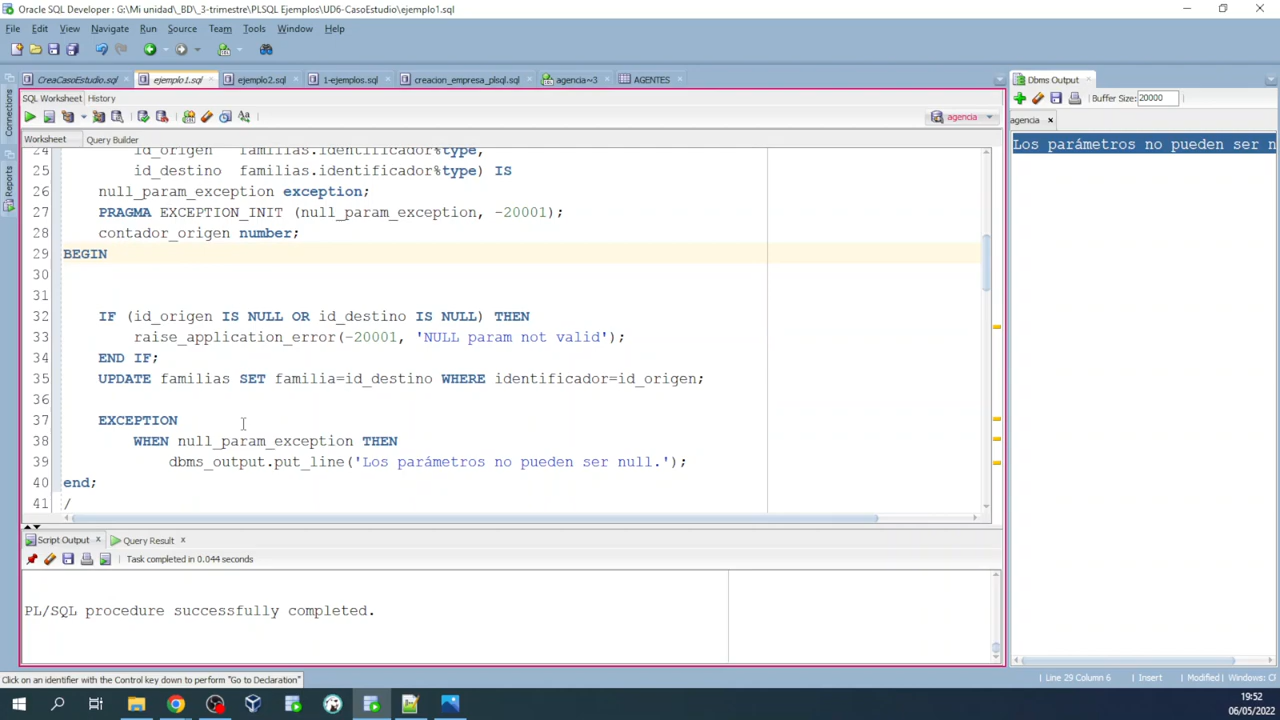 Oracle SQL Developer : G:\Mi unidad\_BD\_3-trimestre\PLSQL Ejemplos\UD6-CasoEstudio\ejemplo1.sql
File Edit View Navigate Run Source Team Tools Window Help
CreaCasoEstudio.sql ejemplo1.sql ejemplo2.sql 1-ejemplos.sql creacion_empresa_plsql.sql agencia~3 AGENTES
Dbms Output
SQL Worksheet History
Buffer Size: 20000
agencia
agencia
Connections
Reports
Worksheet Query Builder
Los parámetros no pueden ser n
24 id_origen familias.identificador%type,
25 id_destino familias.identificador%type) IS
26 null_param_exception exception;
27 PRAGMA EXCEPTION_INIT (null_param_exception, -20001);
28 contador_origen number;
29 BEGIN
30
31
32 IF (id_origen IS NULL OR id_destino IS NULL) THEN
33 raise_application_error(-20001, 'NULL param not valid');
34 END IF;
35 UPDATE familias SET familia=id_destino WHERE identificador=id_origen;
36
37 EXCEPTION
38 WHEN null_param_exception THEN
39 dbms_output.put_line('Los parámetros no pueden ser null.');
40 end;
41 /
Script Output Query Result
Task completed in 0.044 seconds
PL/SQL procedure successfully completed.
Click on an identifier with the Control key down to perform "Go to Declaration"
Line 29 Column 6 Insert Modified Windows: C
19:52
06/05/2022